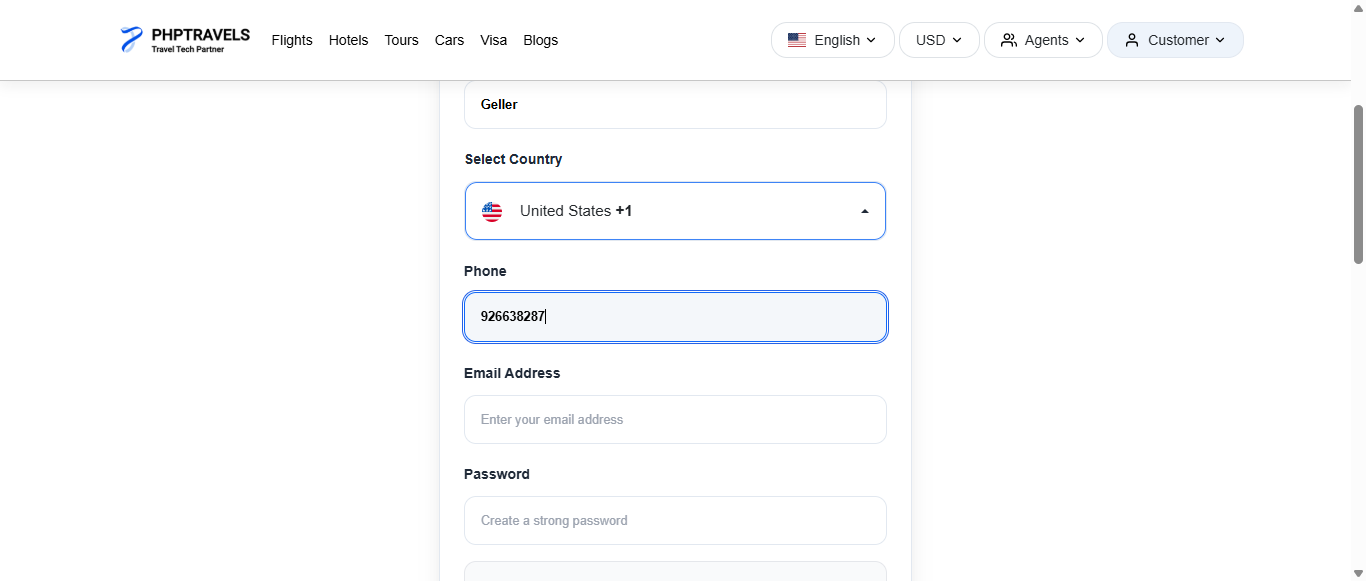 PHPTRAVELS
Travel Tech Partner
Flights Hotels Tours Cars Visa Blogs English USD Agents Customer
Geller
Select Country
United States +1
Phone
926638287
Email Address
Enter your email address
Password
Create a strong password